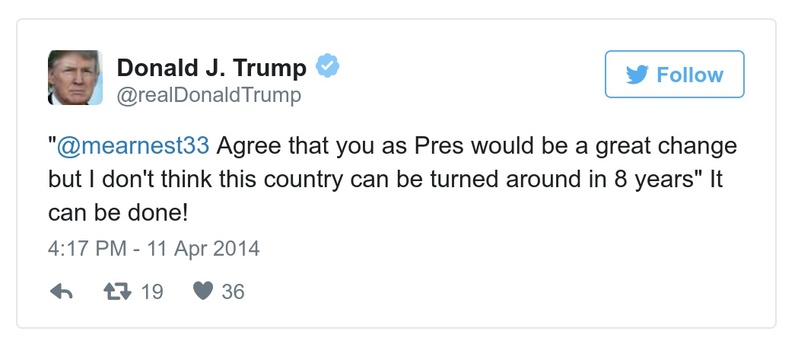 Donald J. Trump
@realDonaldTrump
Follow
"@mearnest33 Agree that you as Pres would be a great change
but I don't think this country can be turned around in 8 years" It
can be done!
4:17 PM - 11 Apr 2014
19 36